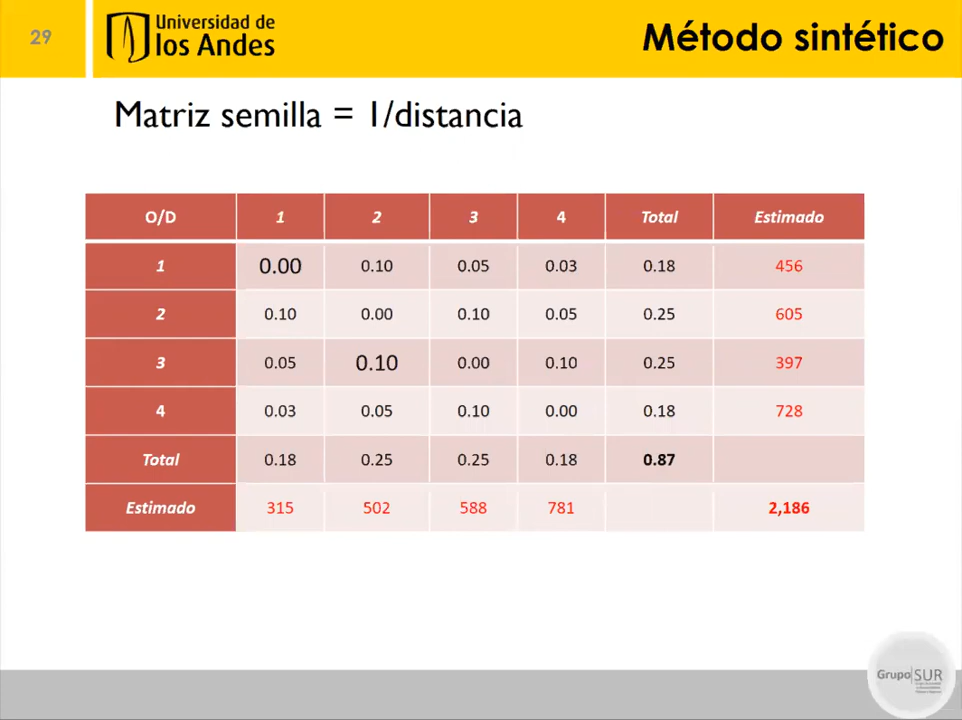 29
Universidad de
los Andes
Método sintético
Matriz semilla = 1/distancia
O/D 1 2 3 4 Total Estimado
1 0.00 0.10 0.05 0.03 0.18 456
2 0.10 0.00 0.10 0.05 0.25 605
3 0.05 0.10 0.00 0.10 0.25 397
4 0.03 0.05 0.10 0.00 0.18 728
Total 0.18 0.25 0.25 0.18 0.87
Estimado 315 502 588 781 2,186
Grupo SUR